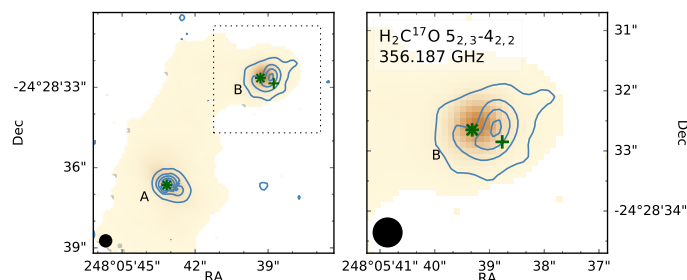 H₂C¹⁷O 5₂,₃-4₂,₂
356.187 GHz
-24°28'33"
36"
39"
Dec
B
A
248°05'45"
42"
39"
RA
31"
32"
33"
-24°28'34"
Dec
B
248°05'41"
40"
39"
38"
37"
RA